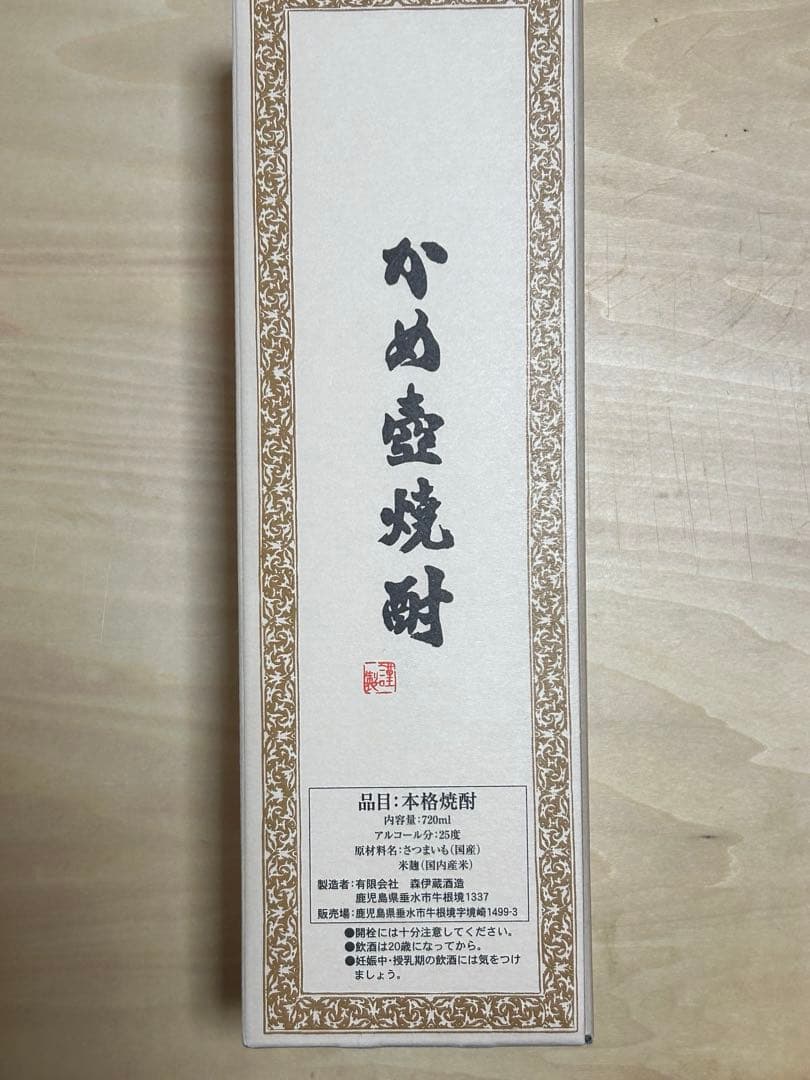 かめ壺焼酎
謹製
品目:本格焼酎
内容量:720ml
アルコール分:25度
原材料名:さつまいも(国産)
米麹(国内産米)
製造者:有限会社 森伊蔵酒造
鹿児島県垂水市牛根境1337
販売場:鹿児島県垂水市牛根境字境崎1499-3
●開栓には十分注意してください。
●飲酒は20歳になってから。
●妊娠中・授乳期の飲酒には気をつけ
ましょう。